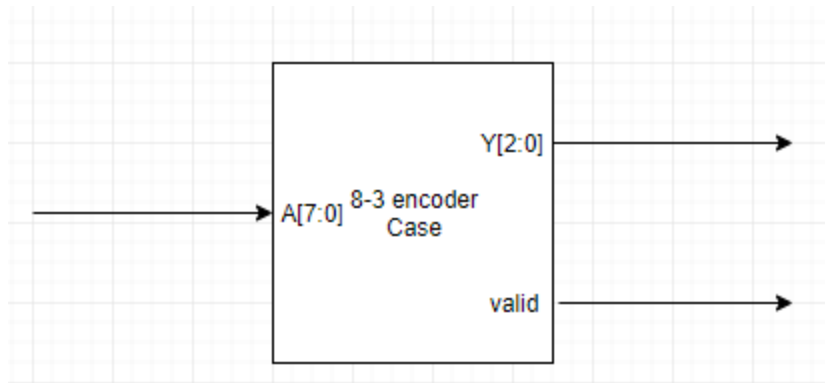 Y[2:0]
A[7:0]
8-3 encoder
Case
valid